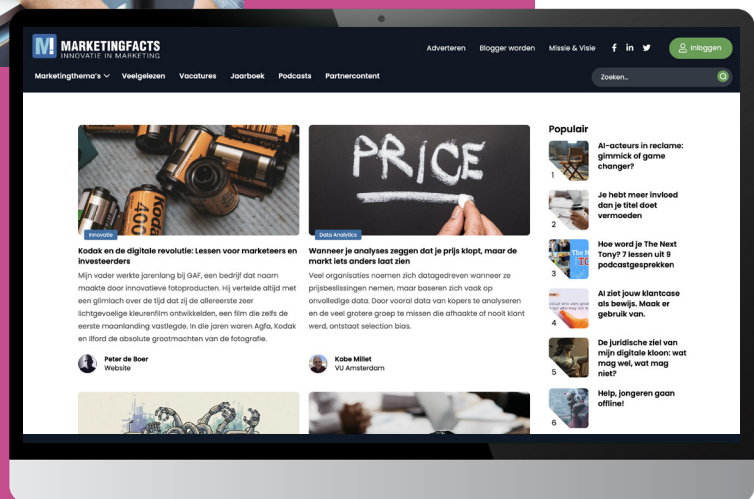 M! MARKETINGFACTS
INNOVATIE IN MARKETING
Adverteren Blogger worden Missie & Visie f in Inloggen
Marketingthema's Veelgelezen Vacatures Jaarboek Podcasts Partnercontent Zoeken...
400
PRICE
Innovatie
Kodak en de digitale revolutie: Lessen voor marketeers en
investeerders
Mijn vader werkte jarenlang bij GAF, een bedrijf dat naam
maakte door innovatieve fotoproducten. Hij vertelde altijd met
een glimlach over de tijd dat zij de allereerste zeer
lichtgevoelige kleurenfilm ontwikkelden, een film die zelfs de
eerste maanlanding vastlegde. In die jaren waren Agfa, Kodak
en Ilford de absolute grootmachten van de fotografie.
Peter de Boer
Website
Data Analytics
Wanneer je analyses zeggen dat je prijs klopt, maar de
markt iets anders laat zien
Veel organisaties noemen zich datagedreven wanneer ze
prijsbeslissingen nemen, maar baseren zich vaak op
onvolledige data. Door vooral data van kopers te analyseren
en de veel grotere groep te missen die afhaakte of nooit klant
werd, ontstaat selection bias.
Kobe Millet
VU Amsterdam
Populair
1
AI-acteurs in reclame:
gimmick of game
changer?
2
Je hebt meer invloed
dan je titel doet
vermoeden
3
Hoe word je The Next
Tony? 7 lessen uit 9
podcastgesprekken
4
AI ziet jouw klantcase
als bewijs. Maak er
gebruik van.
5
De juridische ziel van
mijn digitale kloon: wat
mag wel, wat mag
niet?
6
Help, jongeren gaan
offline!